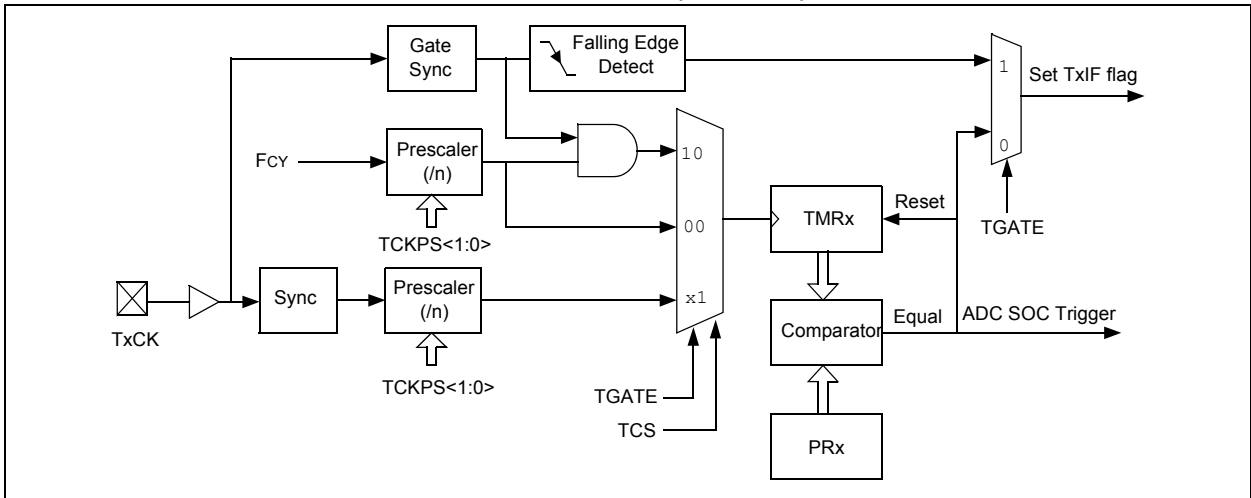 Gate
Sync
Falling Edge
Detect
1
Set TxIF flag
FCY
Prescaler
(/n)
10
0
TCKPS<1:0>
00
TMRx
Reset
TGATE
TxCK
Sync
Prescaler
(/n)
x1
Comparator
Equal
ADC SOC Trigger
TCKPS<1:0>
TGATE
TCS
PRx